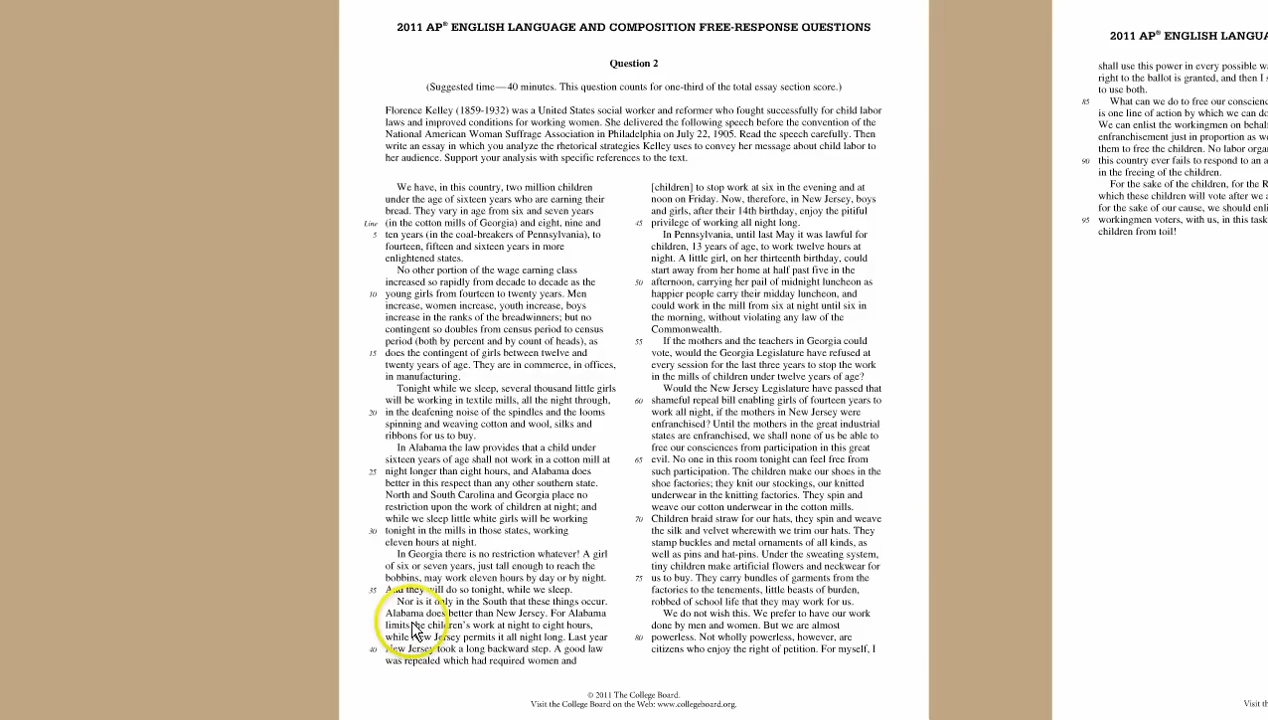 2011 AP® ENGLISH LANGUAGE AND COMPOSITION FREE-RESPONSE QUESTIONS
Question 2
(Suggested time—40 minutes. This question counts for one-third of the total essay section score.)
Florence Kelley (1859-1932) was a United States social worker and reformer who fought successfully for child labor
laws and improved conditions for working women. She delivered the following speech before the convention of the
National American Woman Suffrage Association in Philadelphia on July 22, 1905. Read the speech carefully. Then
write an essay in which you analyze the rhetorical strategies Kelley uses to convey her message about child labor to
her audience. Support your analysis with specific references to the text.
We have, in this country, two million children
under the age of sixteen years who are earning their
bread. They vary in age from six and seven years
Line (in the cotton mills of Georgia) and eight, nine and
5 ten years (in the coal-breakers of Pennsylvania), to
fourteen, fifteen and sixteen years in more
enlightened states.
No other portion of the wage earning class
increased so rapidly from decade to decade as the
10 young girls from fourteen to twenty years. Men
increase, women increase, youth increase, boys
increase in the ranks of the breadwinners; but no
contingent so doubles from census period to census
period (both by percent and by count of heads), as
15 does the contingent of girls between twelve and
twenty years of age. They are in commerce, in offices,
in manufacturing.
Tonight while we sleep, several thousand little girls
will be working in textile mills, all the night through,
20 in the deafening noise of the spindles and the looms
spinning and weaving cotton and wool, silks and
ribbons for us to buy.
In Alabama the law provides that a child under
sixteen years of age shall not work in a cotton mill at
25 night longer than eight hours, and Alabama does
better in this respect than any other southern state.
North and South Carolina and Georgia place no
restriction upon the work of children at night; and
while we sleep little white girls will be working
30 tonight in the mills in those states, working
eleven hours at night.
In Georgia there is no restriction whatever! A girl
of six or seven years, just tall enough to reach the
bobbins, may work eleven hours by day or by night.
35 And they will do so tonight, while we sleep.
Nor is it only in the South that these things occur.
Alabama does better than New Jersey. For Alabama
limits the children's work at night to eight hours,
while New Jersey permits it all night long. Last year
40 New Jersey took a long backward step. A good law
was repealed which had required women and
[children] to stop work at six in the evening and at
noon on Friday. Now, therefore, in New Jersey, boys
and girls, after their 14th birthday, enjoy the pitiful
45 privilege of working all night long.
In Pennsylvania, until last May it was lawful for
children, 13 years of age, to work twelve hours at
night. A little girl, on her thirteenth birthday, could
start away from her home at half past five in the
50 afternoon, carrying her pail of midnight luncheon as
happier people carry their midday luncheon, and
could work in the mill from six at night until six in
the morning, without violating any law of the
Commonwealth.
55 If the mothers and the teachers in Georgia could
vote, would the Georgia Legislature have refused at
every session for the last three years to stop the work
in the mills of children under twelve years of age?
Would the New Jersey Legislature have passed that
60 shameful repeal bill enabling girls of fourteen years to
work all night, if the mothers in New Jersey were
enfranchised? Until the mothers in the great industrial
states are enfranchised, we shall none of us be able to
free our consciences from participation in this great
65 evil. No one in this room tonight can feel free from
such participation. The children make our shoes in the
shoe factories; they knit our stockings, our knitted
underwear in the knitting factories. They spin and
weave our cotton underwear in the cotton mills.
70 Children braid straw for our hats, they spin and weave
the silk and velvet wherewith we trim our hats. They
stamp buckles and metal ornaments of all kinds, as
well as pins and hat-pins. Under the sweating system,
tiny children make artificial flowers and neckwear for
75 us to buy. They carry bundles of garments from the
factories to the tenements, little beasts of burden,
robbed of school life that they may work for us.
We do not wish this. We prefer to have our work
done by men and women. But we are almost
80 powerless. Not wholly powerless, however, are
citizens who enjoy the right of petition. For myself, I
© 2011 The College Board.
Visit the College Board on the Web: www.collegeboard.org.
2011 AP® ENGLISH LANGUA
shall use this power in every possible wa
right to the ballot is granted, and then I s
to use both.
85 What can we do to free our conscienc
is one line of action by which we can do
We can enlist the workingmen on behalf
enfranchisement just in proportion as we
them to free the children. No labor organ
90 this country ever fails to respond to an a
in the freeing of the children.
For the sake of the children, for the R
which these children will vote after we a
for the sake of our cause, we should enli
95 workingmen voters, with us, in this task
children from toil!
Visit the